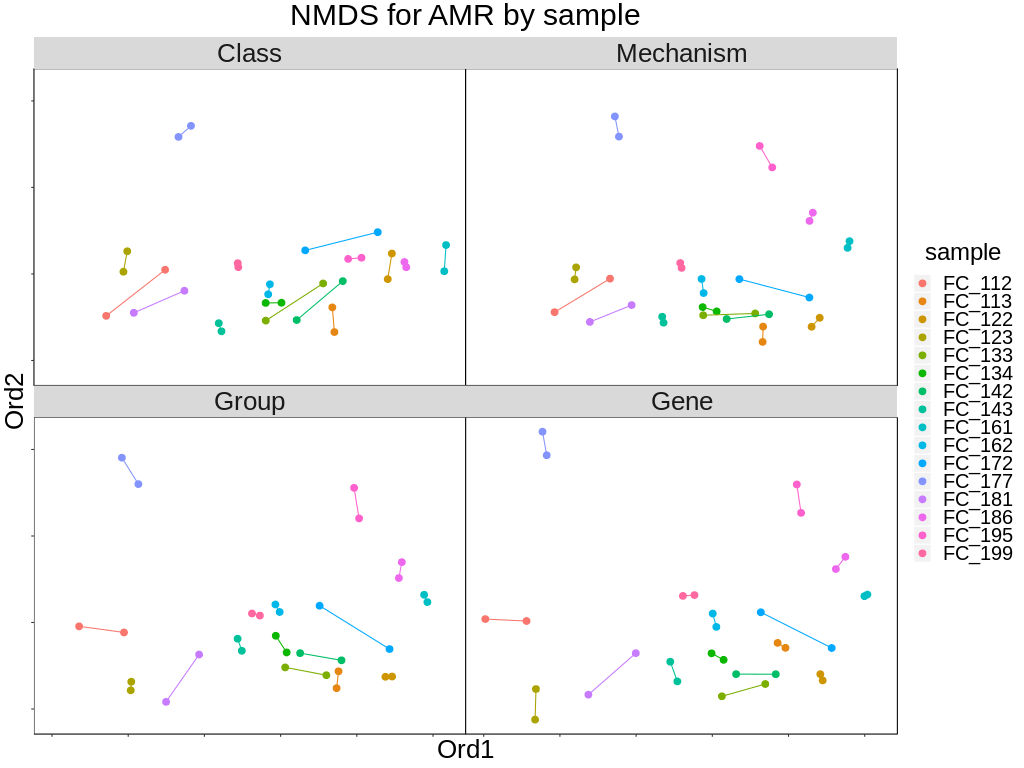 NMDS for AMR by sample
Class
Mechanism
Group
Gene
Ord2
Ord1
sample
FC_112
FC_113
FC_122
FC_123
FC_133
FC_134
FC_142
FC_143
FC_161
FC_162
FC_172
FC_177
FC_181
FC_186
FC_195
FC_199